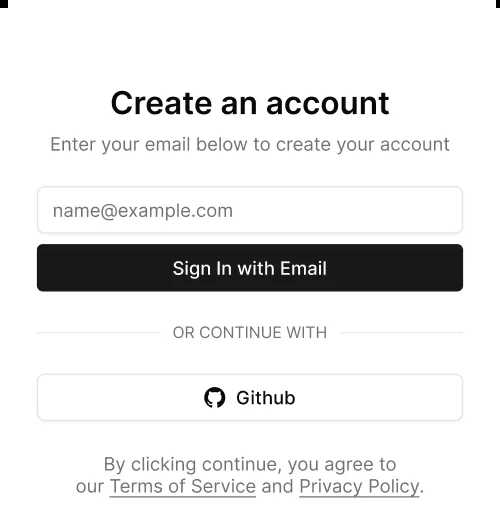 Create an account
Enter your email below to create your account
name@example.com
Sign In with Email
OR CONTINUE WITH
Github
By clicking continue, you agree to
our Terms of Service and Privacy Policy.